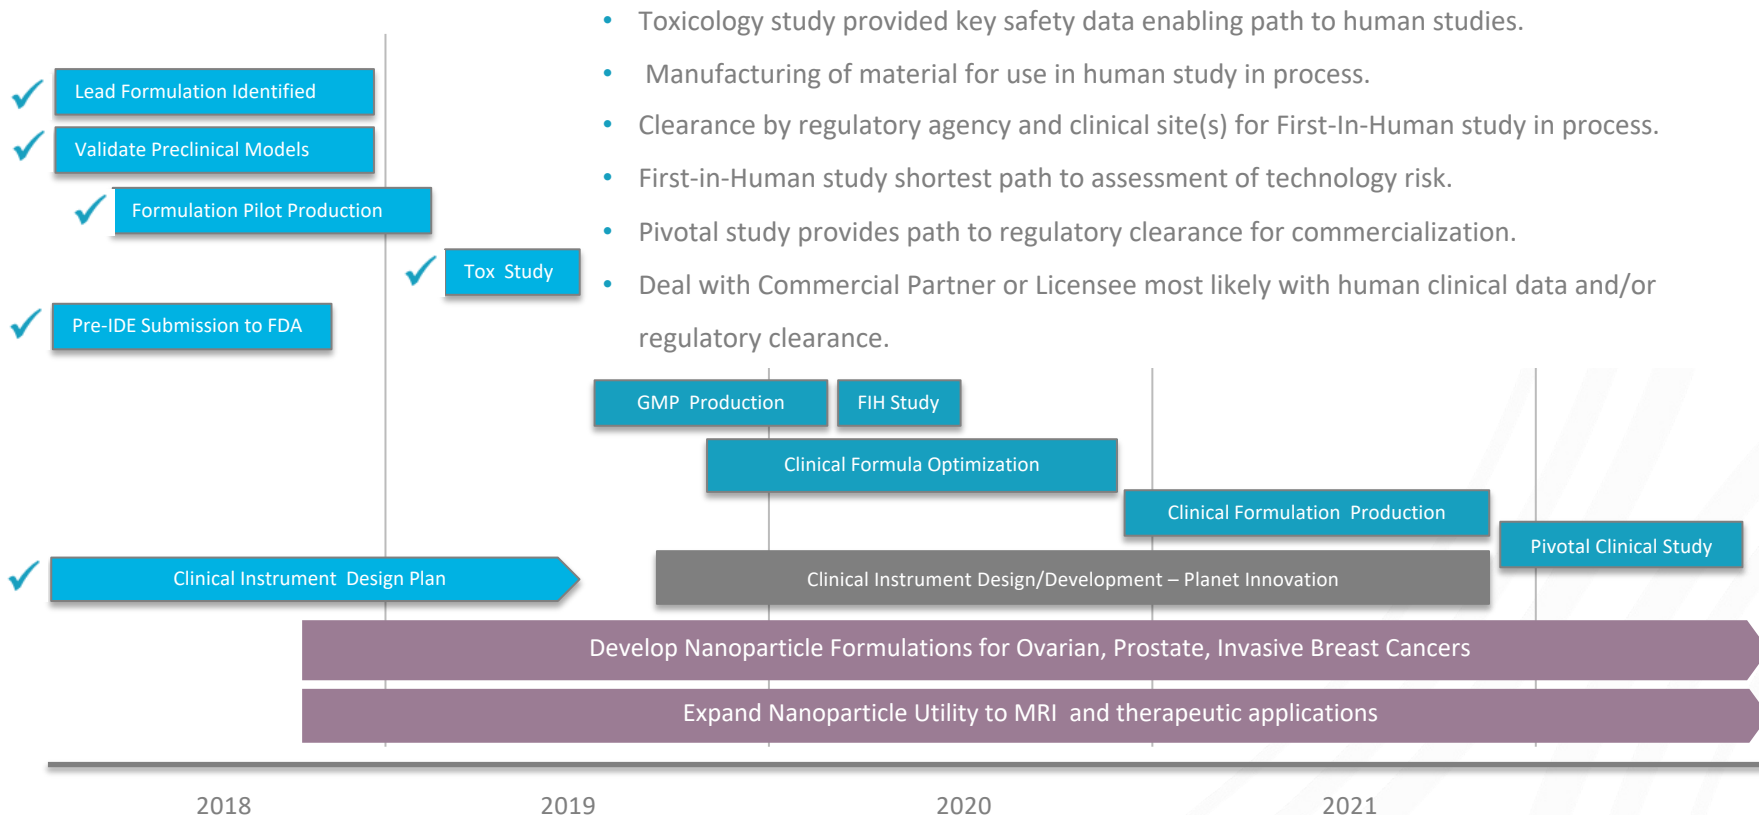 • Toxicology study provided key safety data enabling path to human studies.
• Manufacturing of material for use in human study in process.
• Clearance by regulatory agency and clinical site(s) for First-In-Human study in process.
• First-in-Human study shortest path to assessment of technology risk.
• Pivotal study provides path to regulatory clearance for commercialization.
• Deal with Commercial Partner or Licensee most likely with human clinical data and/or
regulatory clearance.
Lead Formulation Identified
Validate Preclinical Models
Formulation Pilot Production
Tox Study
Pre-IDE Submission to FDA
GMP Production
FIH Study
Clinical Formula Optimization
Clinical Formulation Production
Pivotal Clinical Study
Clinical Instrument Design Plan
Clinical Instrument Design/Development – Planet Innovation
Develop Nanoparticle Formulations for Ovarian, Prostate, Invasive Breast Cancers
Expand Nanoparticle Utility to MRI and therapeutic applications
2018
2019
2020
2021